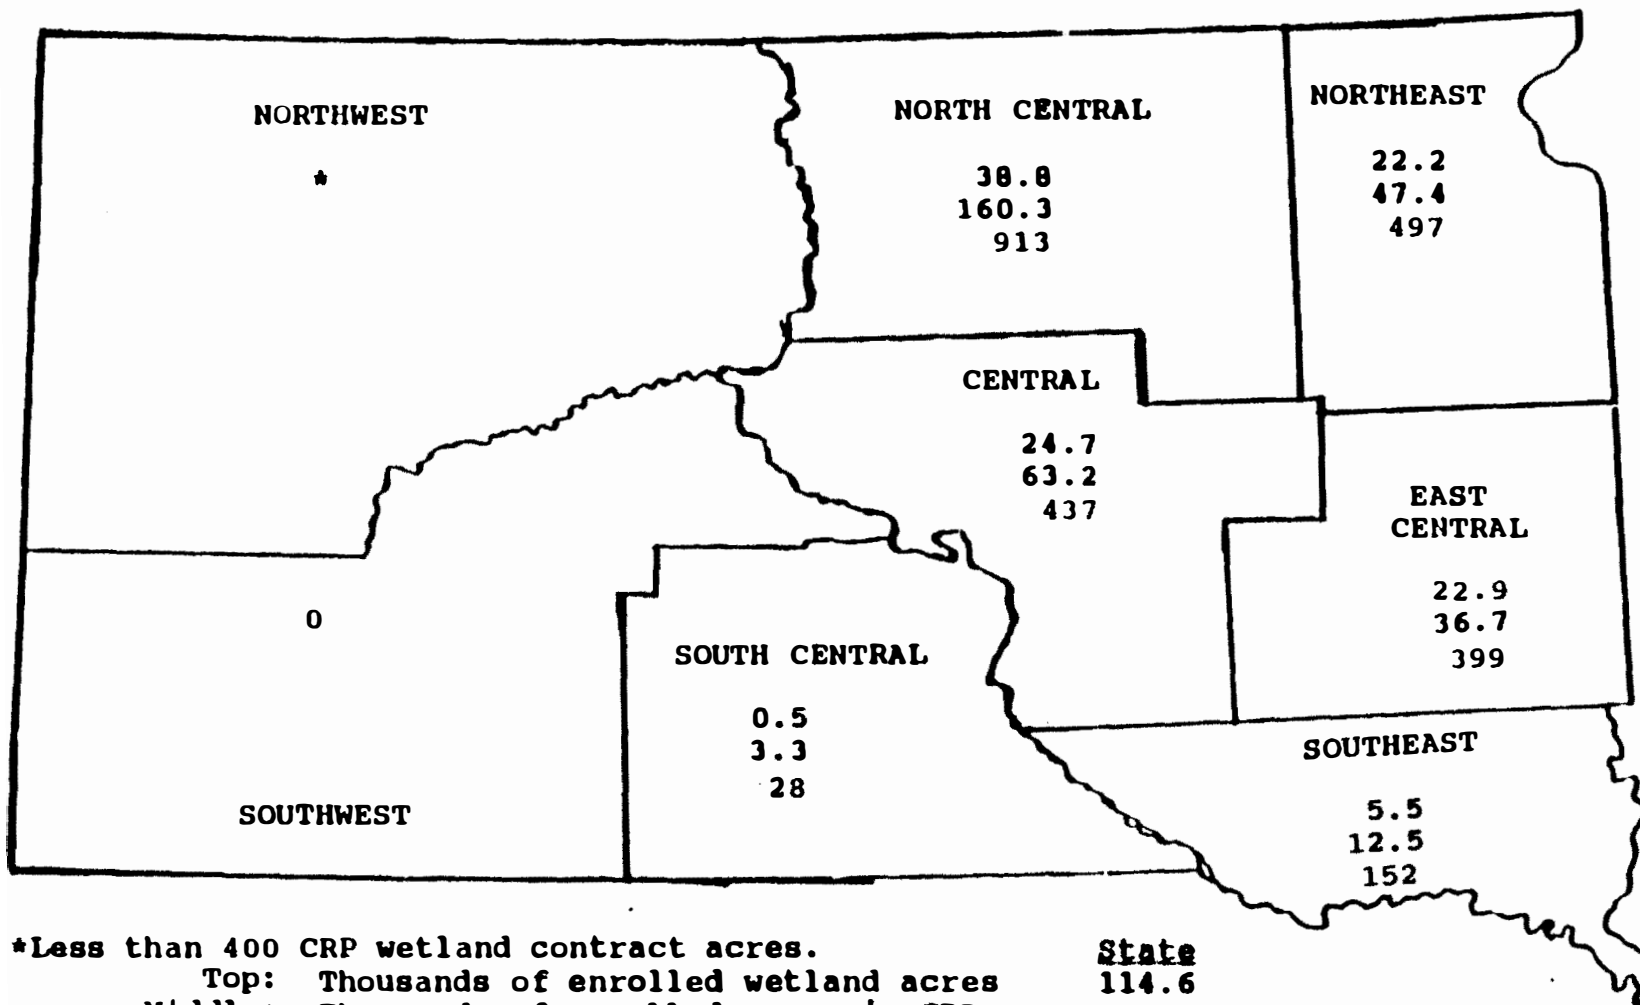 NORTHWEST
*
NORTH CENTRAL
38.8
160.3
913
NORTHEAST
22.2
47.4
497
CENTRAL
24.7
63.2
437
EAST
CENTRAL
22.9
36.7
399
0
SOUTHWEST
SOUTH CENTRAL
0.5
3.3
28
SOUTHEAST
5.5
12.5
152
*Less than 400 CRP wetland contract acres.
State
Top: Thousands of enrolled wetland acres 114.6